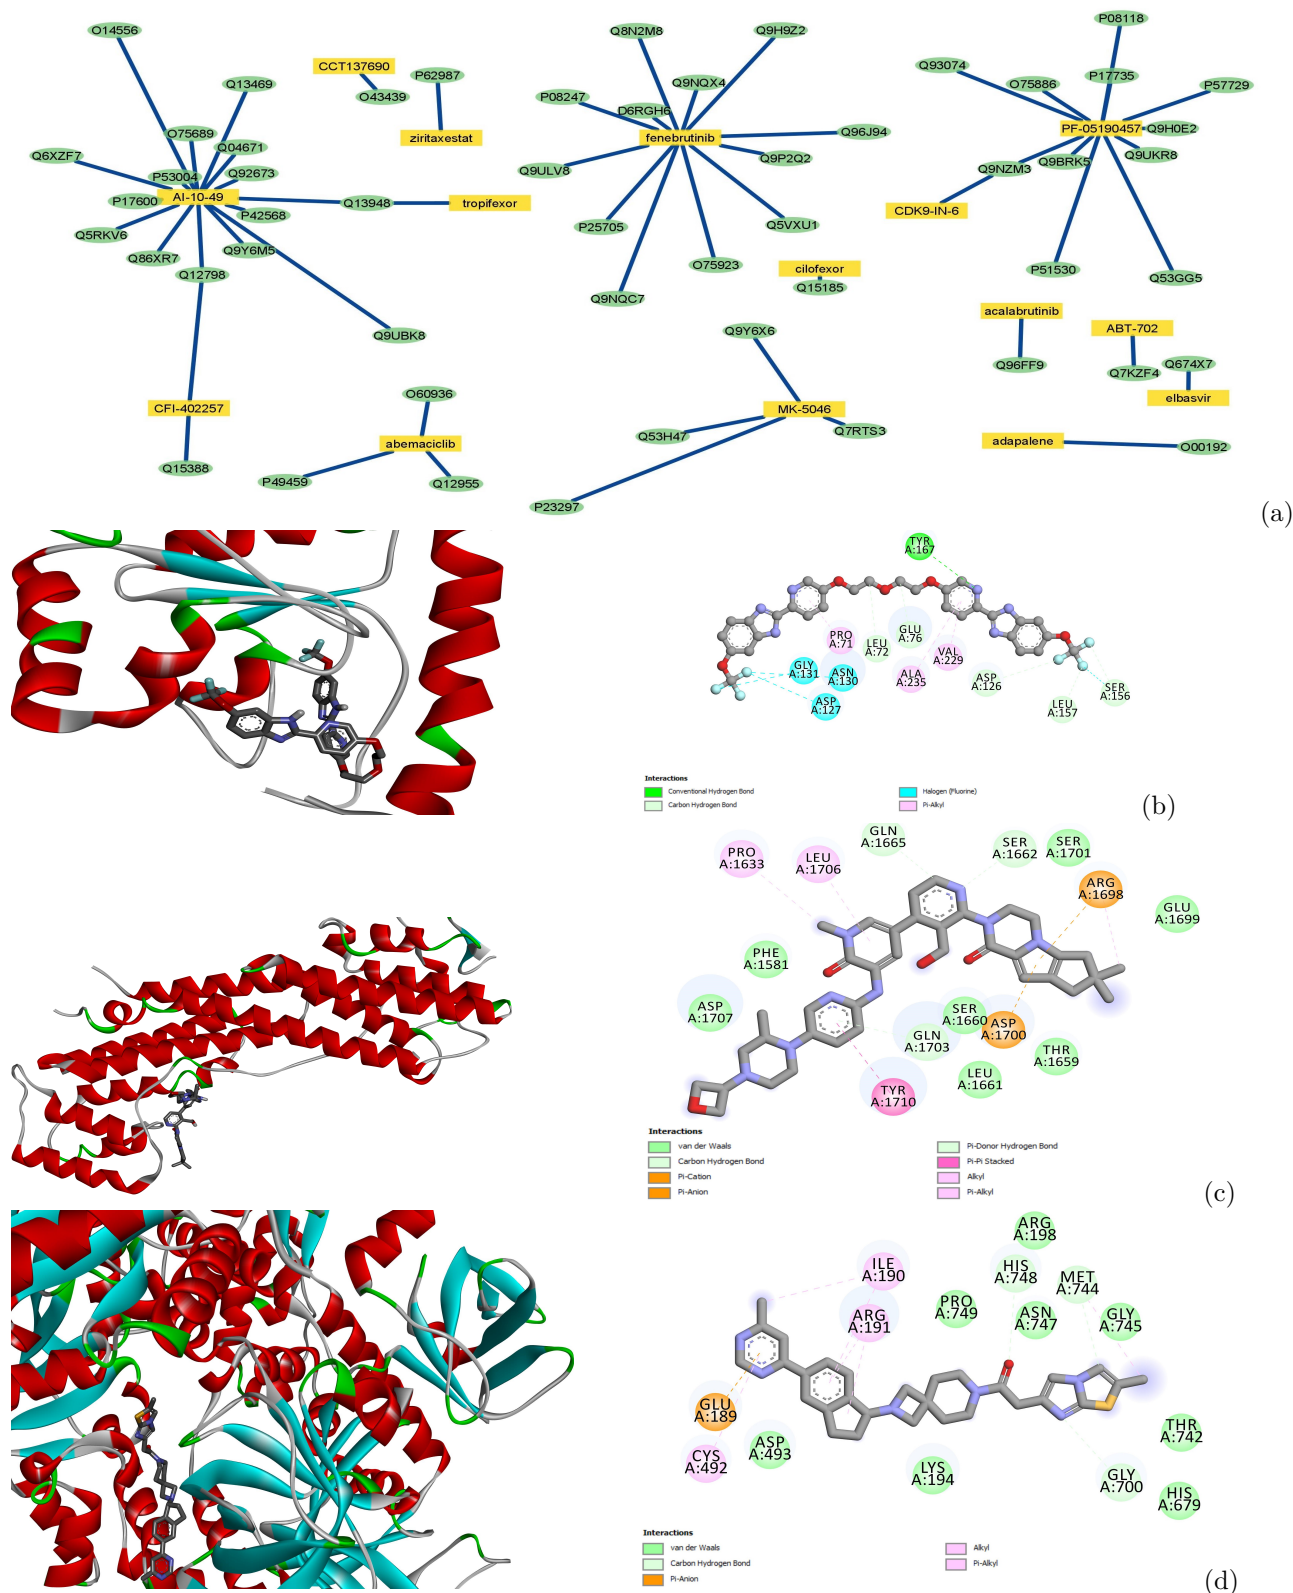 O14556
CCT137690
O43439
P62987
ziritaxestat
Q13469
O75689
Q04671
Q6XZF7
P53004
Q92673
AI-10-49
P17600
P42568
Q13948
tropifexor
Q5RKV6
Q86XR7
Q9Y6M5
Q12798
Q9UBK8
CFI-402257
Q15388
O60936
abemaciclib
P49459
Q12955
Q8N2M8
Q9H9Z2
Q9NQX4
P08247
D6RGH6
fenebrutinib
Q96J94
Q9P2Q2
Q9ULV8
P25705
Q5VXU1
O75923
Q9NQC7
cilofexor
Q15185
Q9Y6X6
MK-5046
Q53H47
Q7RTS3
P23297
P08118
Q93074
O75886
P17735
P57729
PF-05190457
Q9H0E2
Q9BRK5
Q9UKR8
Q9NZM3
CDK9-IN-6
P51530
Q53GG5
acalabrutinib
Q96FF9
ABT-702
Q7KZF4
Q674X7
elbasvir
adapalene
O00192
(a)
TYR
A:167
PRO
A:71
LEU
A:72
GLU
A:76
VAL
A:229
ALA
A:235
GLY
A:131
ASN
A:130
ASP
A:127
ASP
A:126
LEU
A:157
SER
A:156
Interactions
Conventional Hydrogen Bond
Carbon Hydrogen Bond
Halogen (Fluorine)
Pi-Alkyl
(b)
PRO
A:1633
LEU
A:1706
GLN
A:1665
SER
A:1662
SER
A:1701
ARG
A:1698
GLU
A:1699
PHE
A:1581
ASP
A:1707
SER
A:1660
ASP
A:1700
GLN
A:1703
THR
A:1659
LEU
A:1661
TYR
A:1710
Interactions
van der Waals
Carbon Hydrogen Bond
Pi-Cation
Pi-Anion
Pi-Donor Hydrogen Bond
Pi-Pi Stacked
Alkyl
Pi-Alkyl
(c)
ARG
A:198
ILE
A:190
HIS
A:748
MET
A:744
PRO
A:749
ASN
A:747
GLY
A:745
ARG
A:191
GLU
A:189
CYS
A:492
ASP
A:493
LYS
A:194
THR
A:742
GLY
A:700
HIS
A:679
Interactions
van der Waals
Carbon Hydrogen Bond
Pi-Anion
Alkyl
Pi-Alkyl
(d)